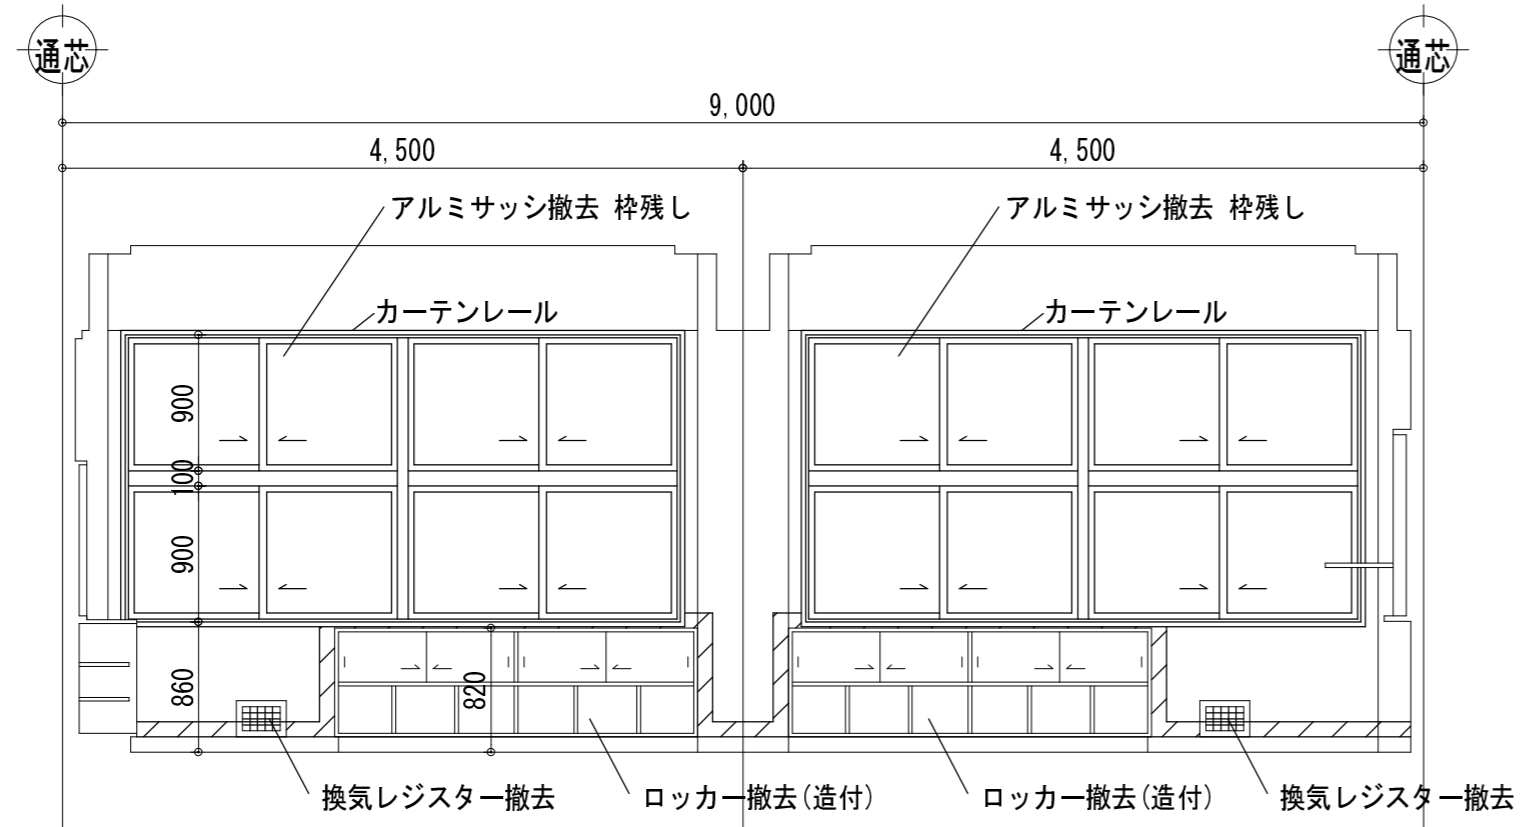 通芯
通芯
9,000
4,500
4,500
アルミサッシ撤去 枠残し
アルミサッシ撤去 枠残し
カーテンレール
カーテンレール
900
100
900
860
820
換気レジスター撤去
ロッカー撤去(造付)
ロッカー撤去(造付)
換気レジスター撤去